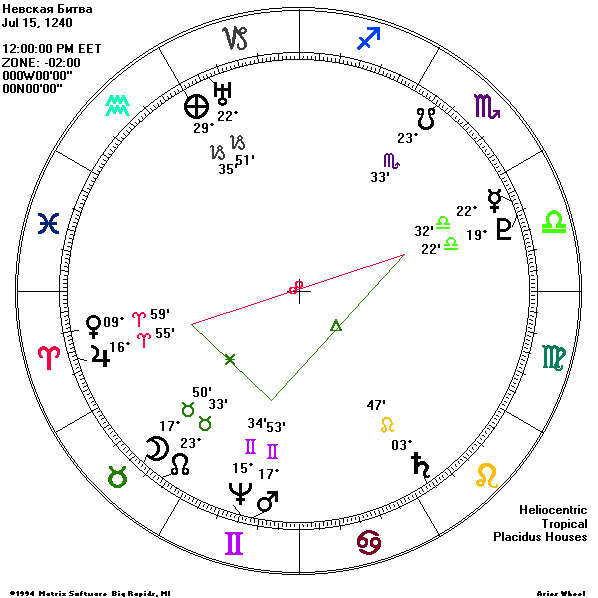 Невская Битва
Jul 15, 1240
12:00:00 PM EET
ZONE: -02:00
000W00'00"
00N00'00"
29° 22°
35' 51'
23°
33'
22°
32'
19°
22'
09° 59'
16° 55'
50' 33'
17° 23°
34' 53'
15° 17°
47'
03°
Heliocentric
Tropical
Placidus Houses
©1994 Matrix Software Big Rapids, MI
Aries Wheel